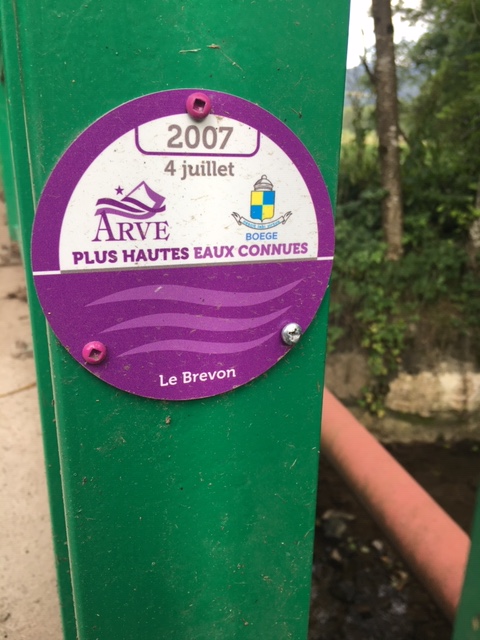 2007
4 juillet
ARVE
BOEGE
PLUS HAUTES EAUX CONNUES
Le Brevon